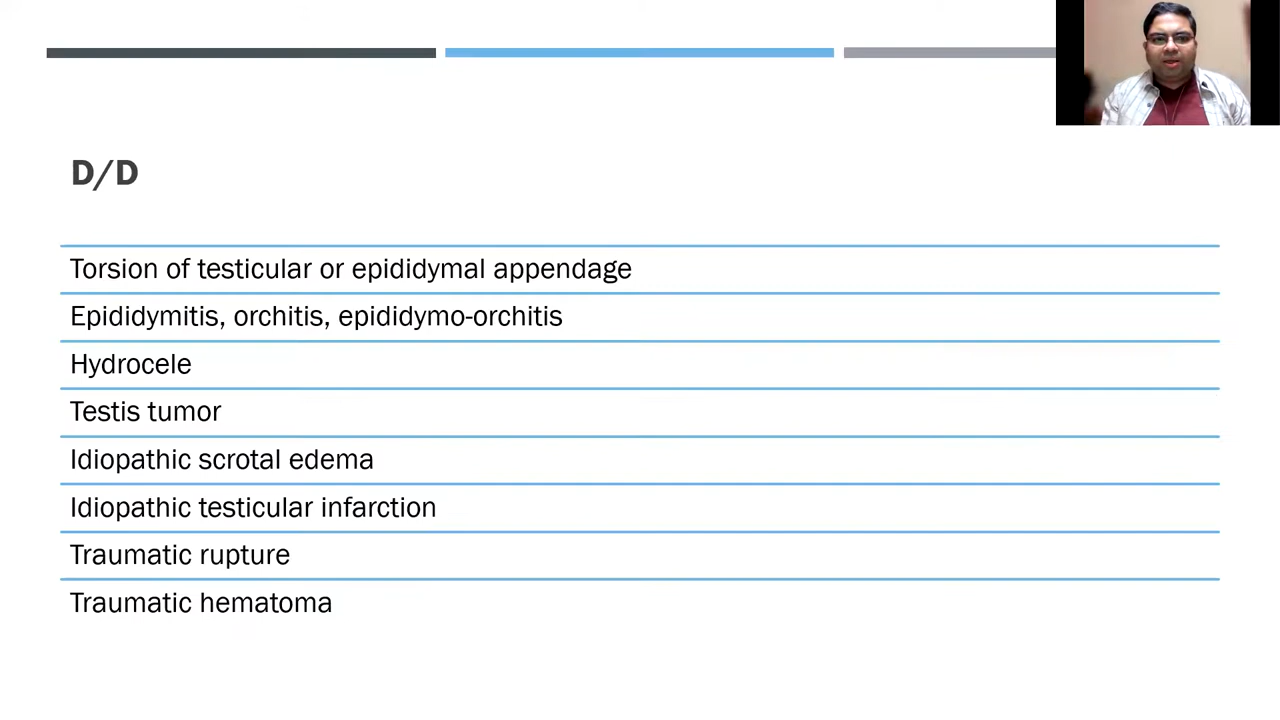 D/D
Torsion of testicular or epididymal appendage
Epididymitis, orchitis, epididymo-orchitis
Hydrocele
Testis tumor
Idiopathic scrotal edema
Idiopathic testicular infarction
Traumatic rupture
Traumatic hematoma